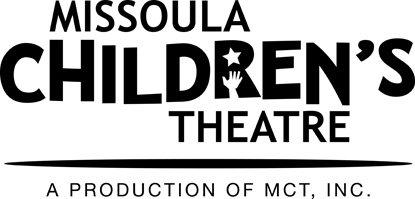 MISSOULA
CHILDREN'S
THEATRE
A PRODUCTION OF MCT, INC.